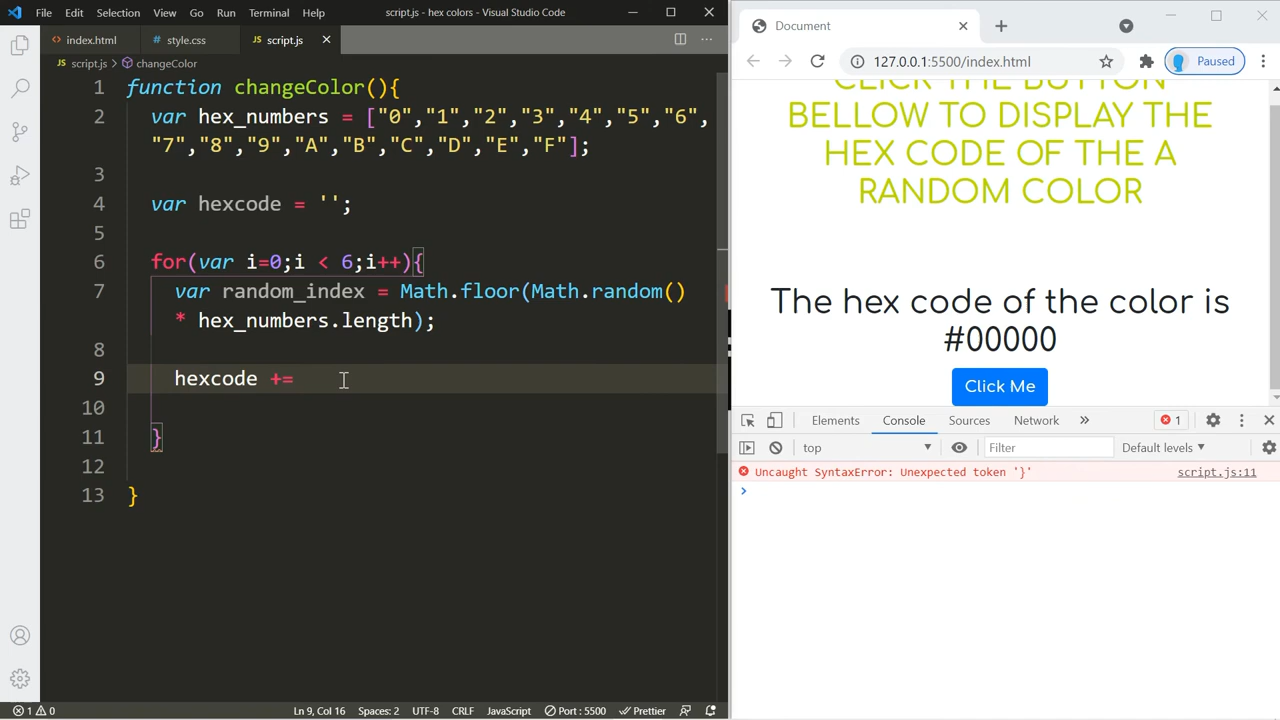 File Edit Selection View Go Run Terminal Help script.js - hex colors - Visual Studio Code
index.html style.css script.js
script.js > changeColor
1 function changeColor(){
2 var hex_numbers = ["0","1","2","3","4","5","6",
"7","8","9","A","B","C","D","E","F"];
3
4 var hexcode = '';
5
6 for(var i=0;i < 6;i++){
7 var random_index = Math.floor(Math.random()
* hex_numbers.length);
8
9 hexcode +=
10
11 }
12
13 }
1 0 Ln 9, Col 16 Spaces: 2 UTF-8 CRLF JavaScript Port : 5500 Prettier
Document
127.0.0.1:5500/index.html Paused
CLICK THE BUTTON
BELLOW TO DISPLAY THE
HEX CODE OF THE A
RANDOM COLOR
The hex code of the color is
#00000
Click Me
Elements Console Sources Network 1
top Filter Default levels
Uncaught SyntaxError: Unexpected token '}' script.js:11